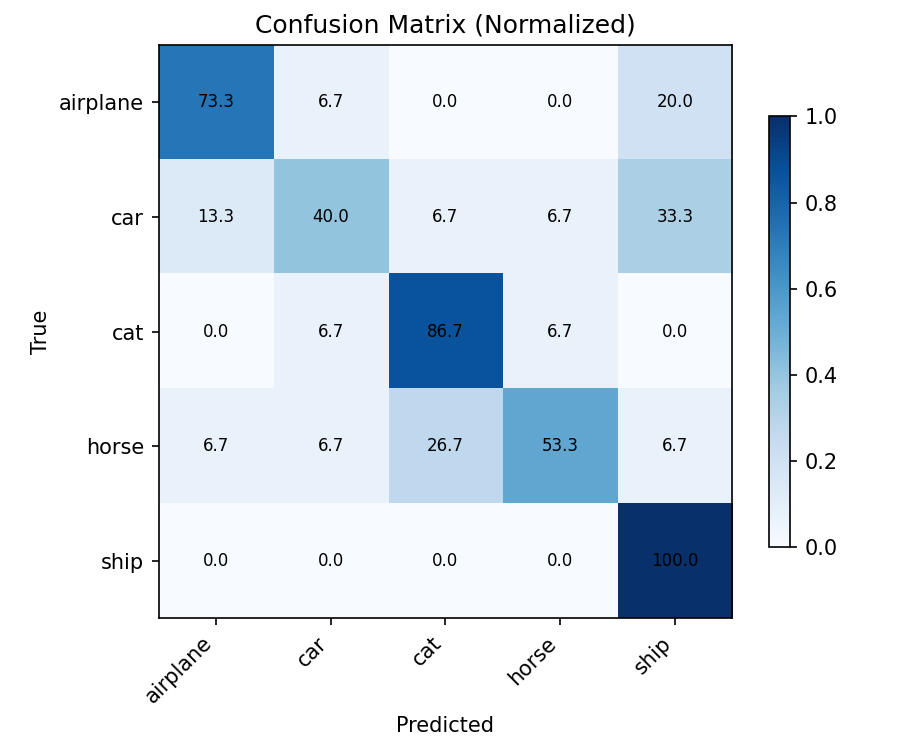 Confusion Matrix (Normalized)
airplane 73.3 6.7 0.0 0.0 20.0
car 13.3 40.0 6.7 6.7 33.3
cat 0.0 6.7 86.7 6.7 0.0
horse 6.7 6.7 26.7 53.3 6.7
ship 0.0 0.0 0.0 0.0 100.0
True
airplane car cat horse ship
Predicted
1.0
0.8
0.6
0.4
0.2
0.0